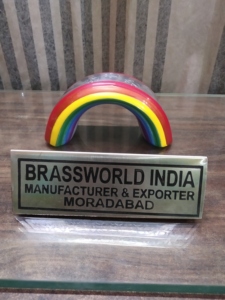 BRASSWORLD INDIA
MANUFACTURER & EXPORTER
MORADABAD